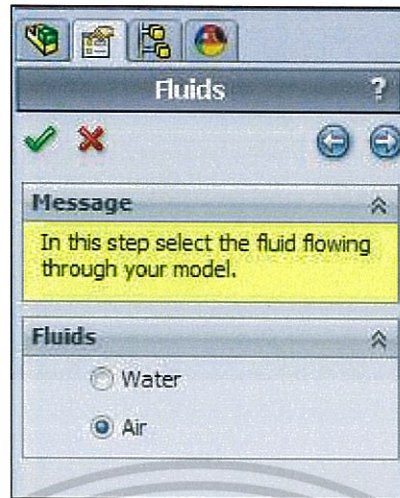 Fluids ?
Message
In this step select the fluid flowing
through your model.
Fluids
Water
Air